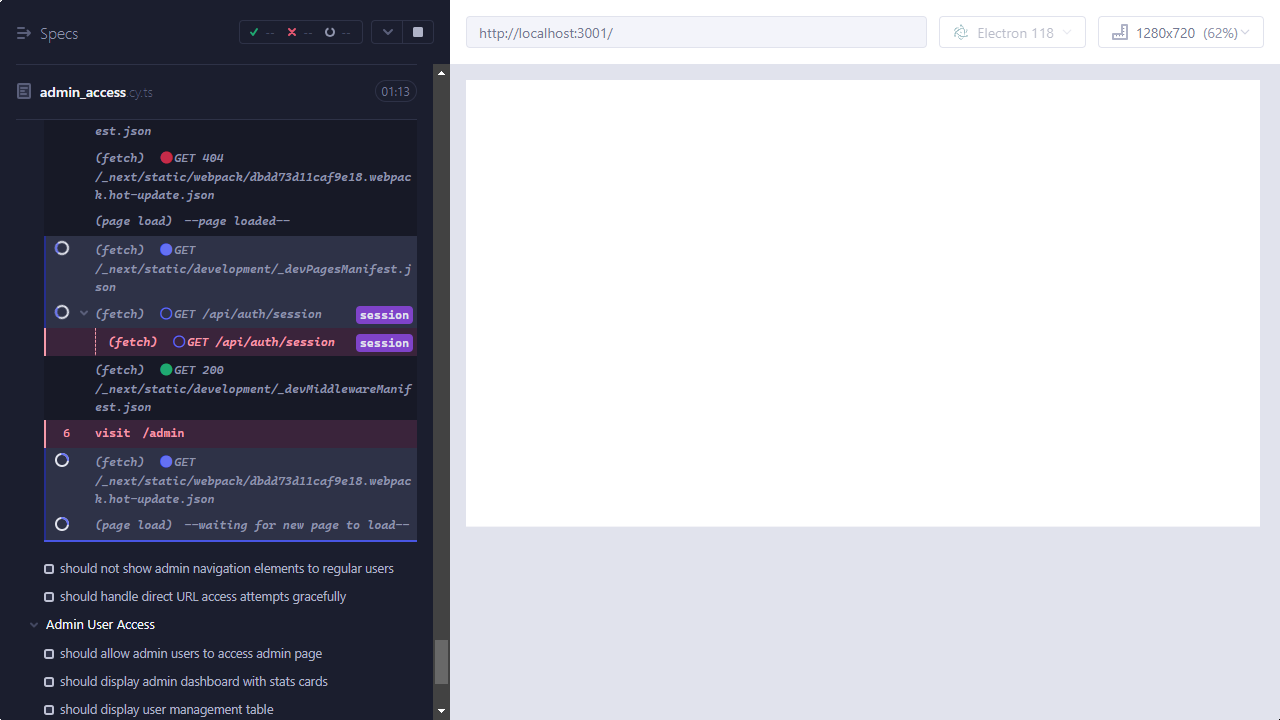 Specs
--
--
--
http://localhost:3001/
Electron 118
1280x720 (62%)
admin_access.cy.ts
01:13
est.json
(fetch) GET 404
/_next/static/webpack/dbdd73d11caf9e18.webpac
k.hot-update.json
(page load) --page loaded--
(fetch) GET
/_next/static/development/_devPagesManifest.j
son
(fetch) GET /api/auth/session session
(fetch) GET /api/auth/session session
(fetch) GET 200
/_next/static/development/_devMiddlewareManif
est.json
6 visit /admin
(fetch) GET
/_next/static/webpack/dbdd73d11caf9e18.webpac
k.hot-update.json
(page load) --waiting for new page to load--
should not show admin navigation elements to regular users
should handle direct URL access attempts gracefully
Admin User Access
should allow admin users to access admin page
should display admin dashboard with stats cards
should display user management table